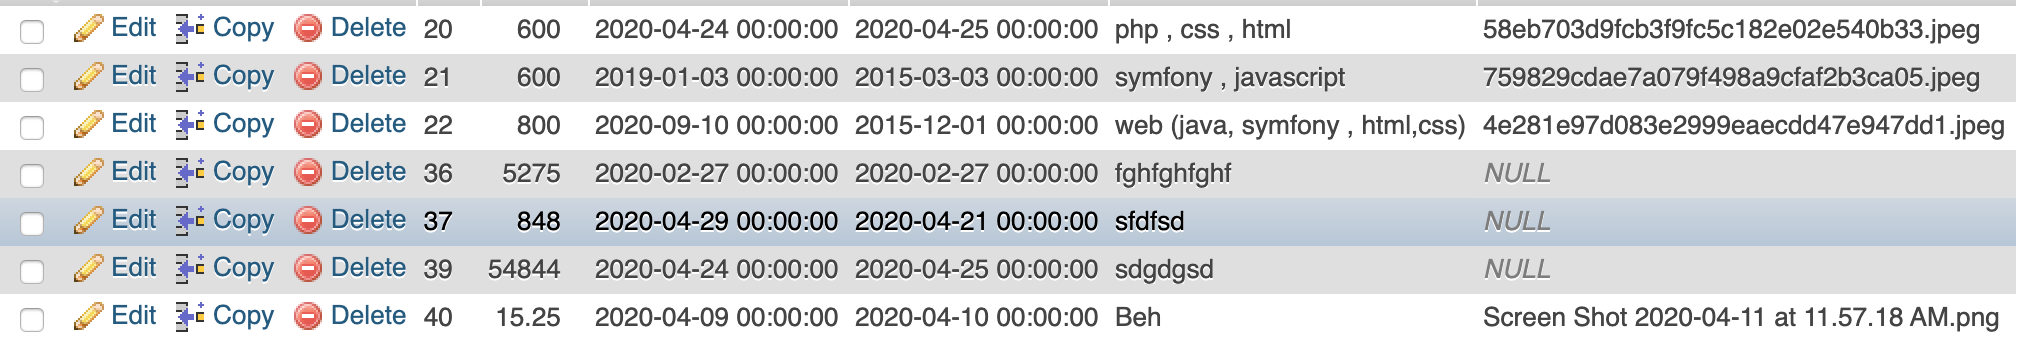 Edit Copy Delete 20 600 2020-04-24 00:00:00 2020-04-25 00:00:00 php , css , html 58eb703d9fcb3f9fc5c182e02e540b33.jpeg
Edit Copy Delete 21 600 2019-01-03 00:00:00 2015-03-03 00:00:00 symfony , javascript 759829cdae7a079f498a9cfaf2b3ca05.jpeg
Edit Copy Delete 22 800 2020-09-10 00:00:00 2015-12-01 00:00:00 web (java, symfony , html,css) 4e281e97d083e2999eaecdd47e947dd1.jpeg
Edit Copy Delete 36 5275 2020-02-27 00:00:00 2020-02-27 00:00:00 fghfghfghf NULL
Edit Copy Delete 37 848 2020-04-29 00:00:00 2020-04-21 00:00:00 sfdfsd NULL
Edit Copy Delete 39 54844 2020-04-24 00:00:00 2020-04-25 00:00:00 sdgdgsd NULL
Edit Copy Delete 40 15.25 2020-04-09 00:00:00 2020-04-10 00:00:00 Beh Screen Shot 2020-04-11 at 11.57.18 AM.png